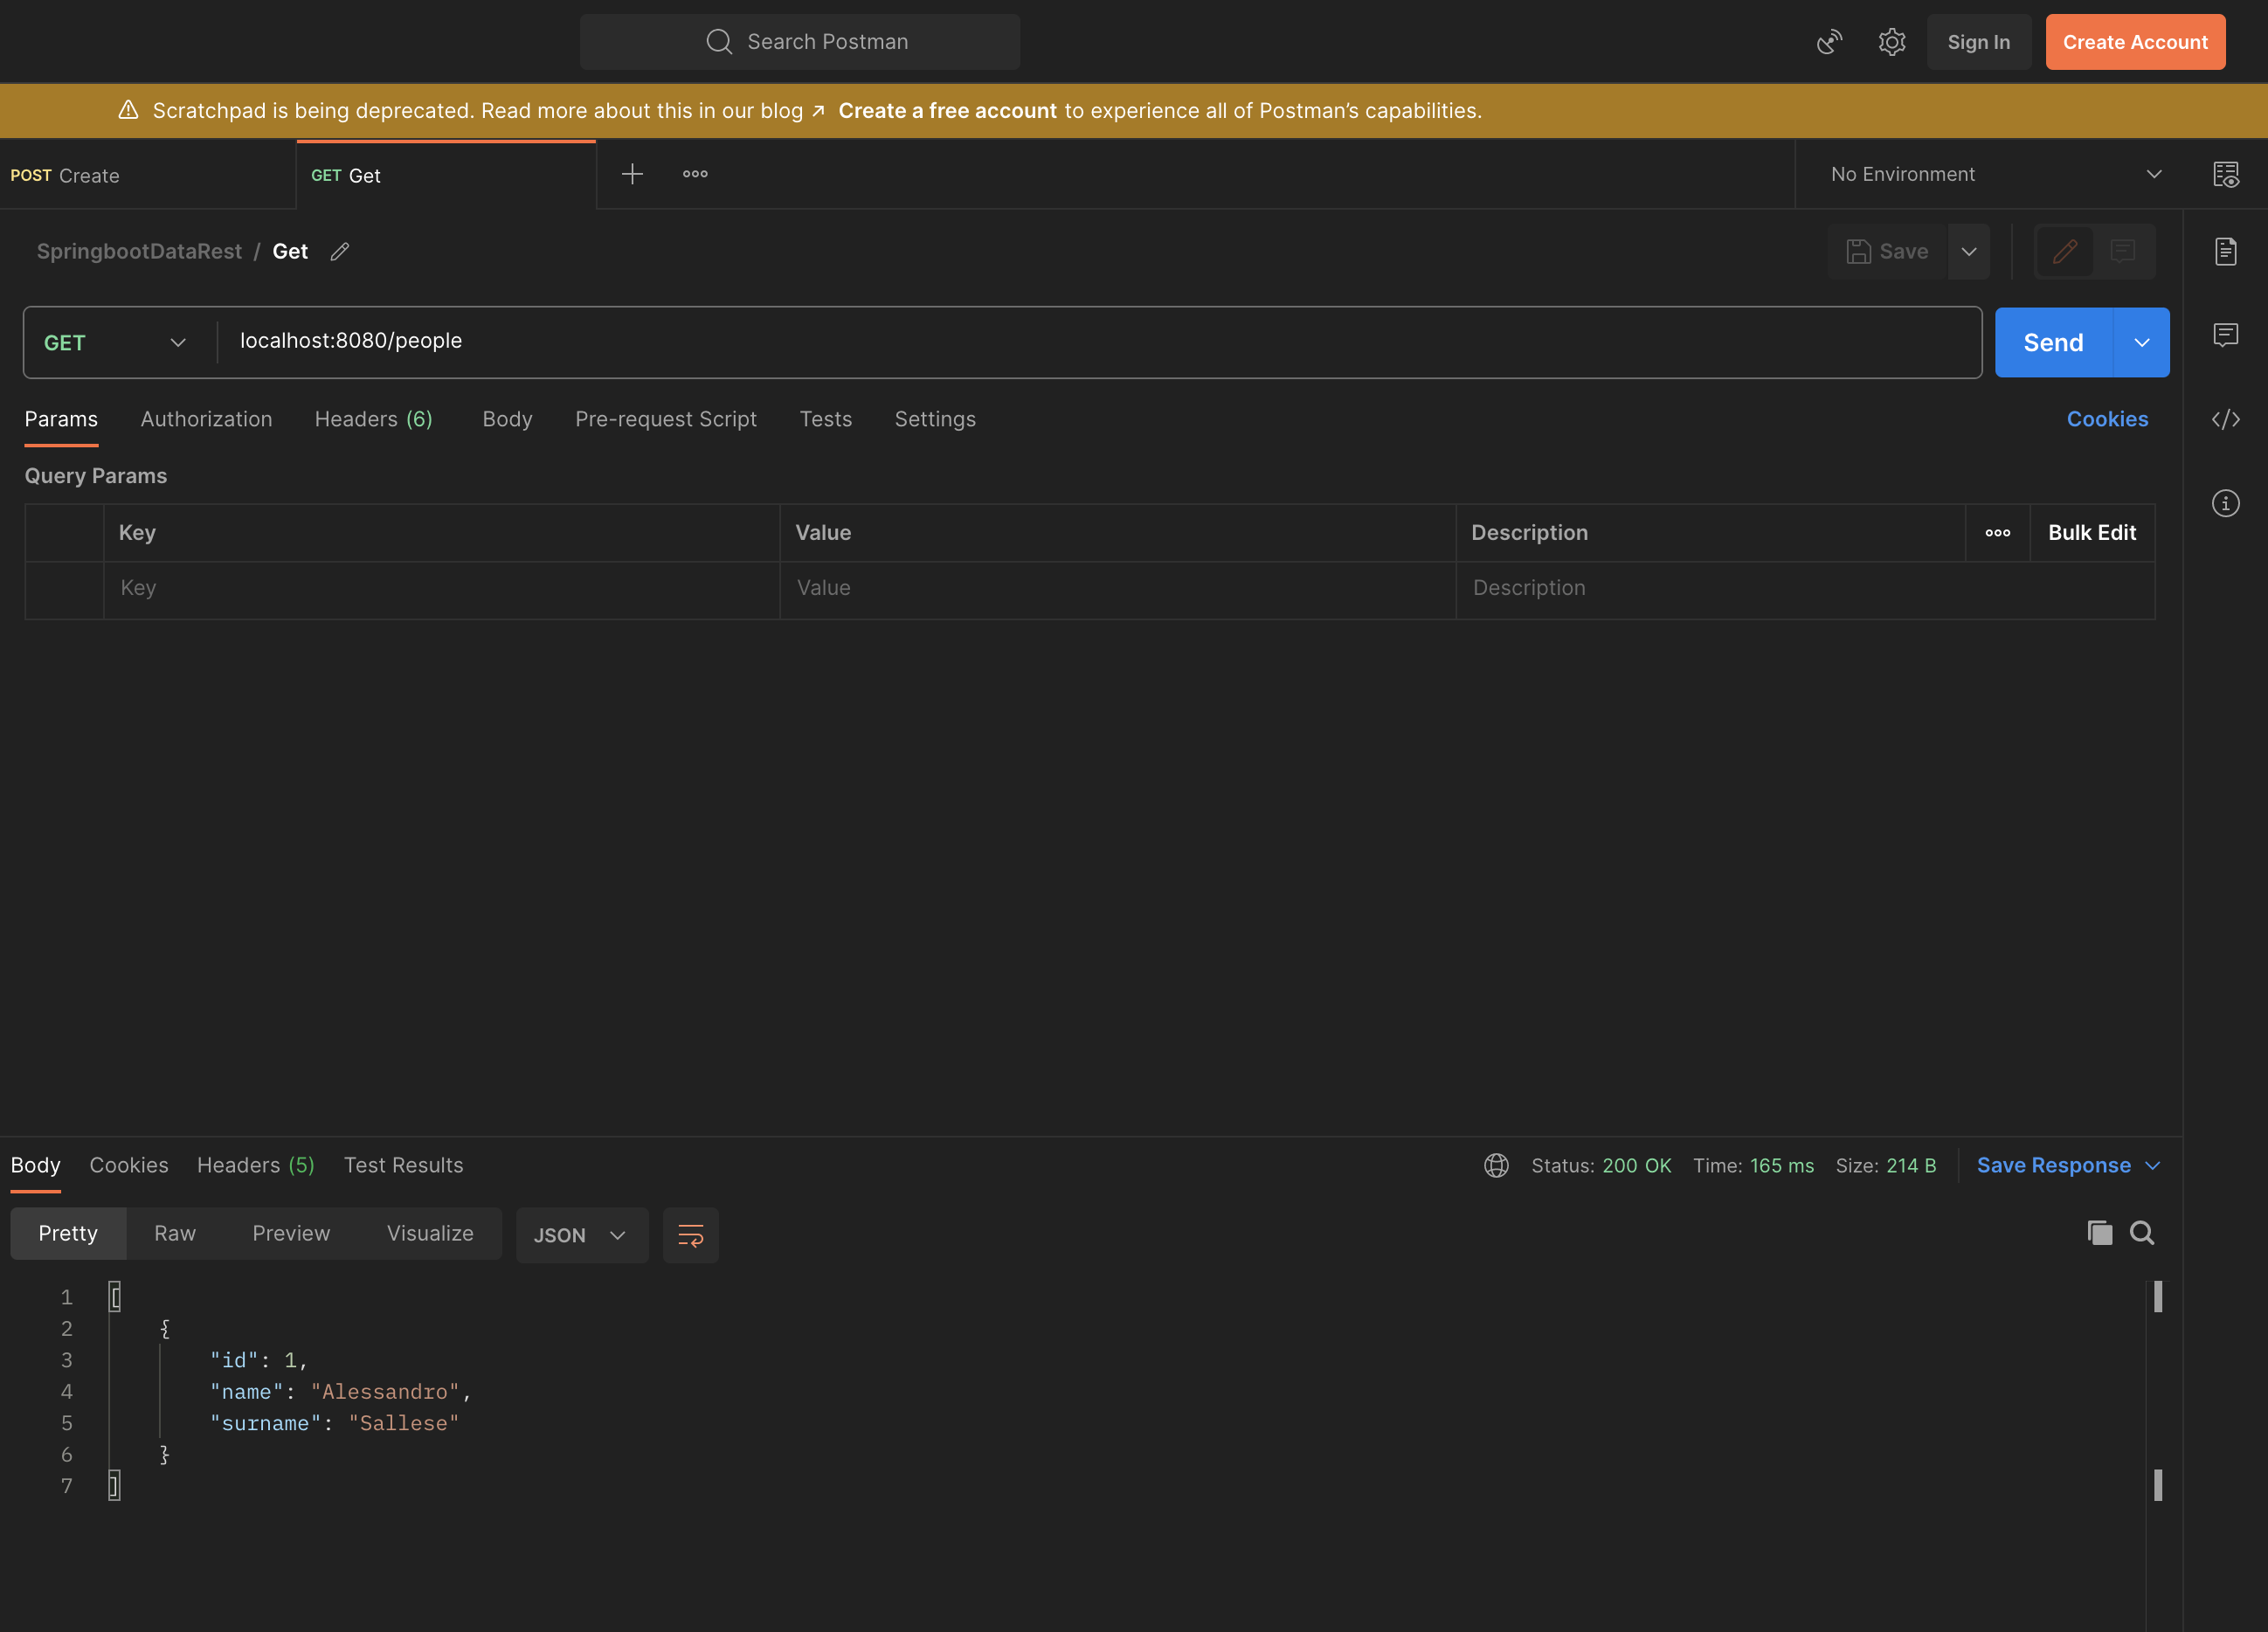 Search Postman
Sign In
Create Account
Scratchpad is being deprecated. Read more about this in our blog ↗ Create a free account to experience all of Postman’s capabilities.
POST Create
GET Get
No Environment
SpringbootDataRest / Get
Save
GET
localhost:8080/people
Send
Params Authorization Headers (6) Body Pre-request Script Tests Settings
Cookies
Query Params
Key Value Description
Bulk Edit
Key Value Description
Body Cookies Headers (5) Test Results
Status: 200 OK Time: 165 ms Size: 214 B
Save Response
Pretty Raw Preview Visualize
JSON
1 [
2 {
3 "id": 1,
4 "name": "Alessandro",
5 "surname": "Sallese"
6 }
7 ]